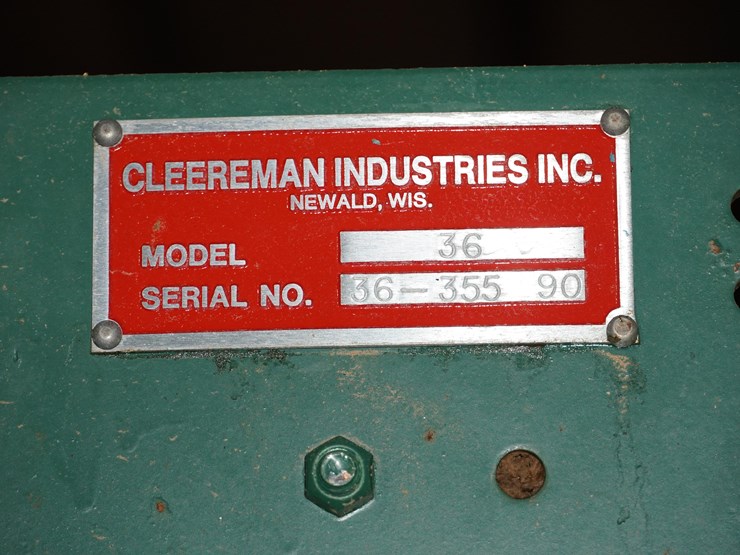 CLEEREMAN INDUSTRIES INC.
NEWALD, WIS.
MODEL 36
SERIAL NO. 36-355 90